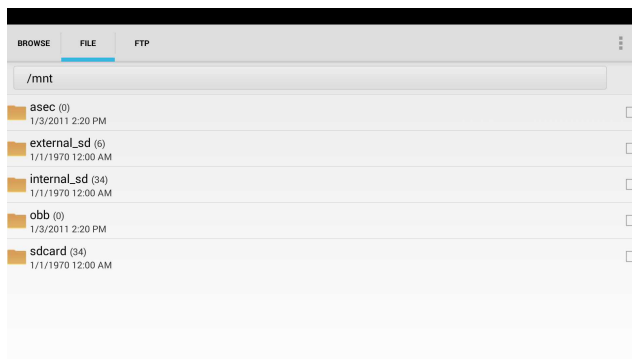 BROWSE FILE FTP
/mnt
asec (0)
1/3/2011 2:20 PM
external_sd (6)
1/1/1970 12:00 AM
internal_sd (34)
1/1/1970 12:00 AM
obb (0)
1/3/2011 2:20 PM
sdcard (34)
1/1/1970 12:00 AM